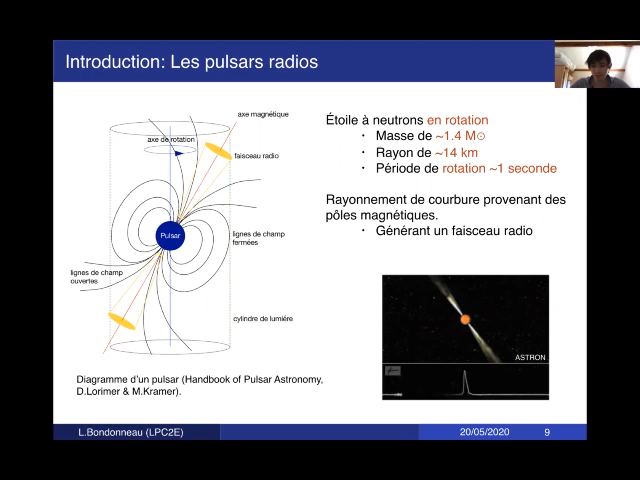 Introduction: Les pulsars radios
axe magnétique
axe de rotation
faisceau radio
Pulsar
lignes de champ
fermées
lignes de champ
ouvertes
cylindre de lumiére
Diagramme d'un pulsar (Handbook of Pulsar Astronomy,
D.Lorimer & M.Kramer).
Étoile à neutrons en rotation
• Masse de ~1.4 M☉
• Rayon de ~14 km
• Période de rotation ~1 seconde
Rayonnement de courbure provenant des
pôles magnétiques.
• Générant un faisceau radio
ASTRON
L.Bondonneau (LPC2E)
20/05/2020
9